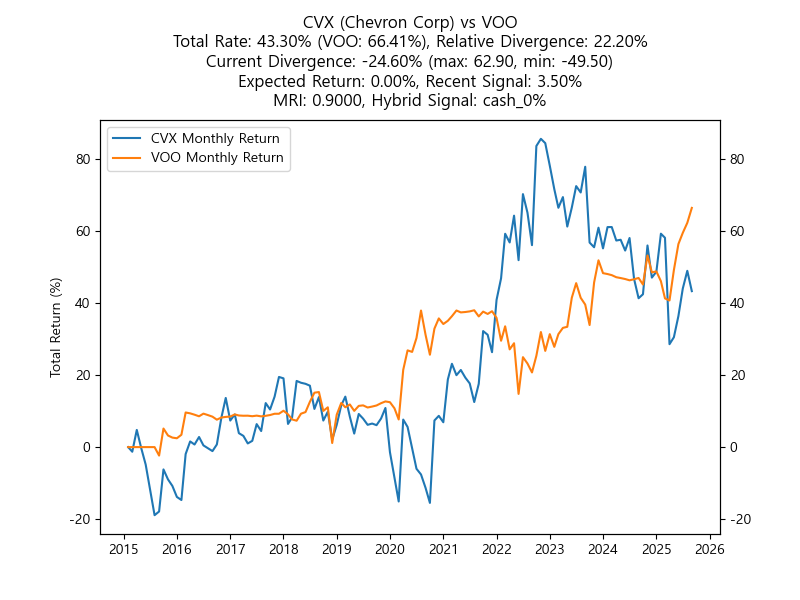 CVX (Chevron Corp) vs VOO
Total Rate: 43.30% (VOO: 66.41%), Relative Divergence: 22.20%
Current Divergence: -24.60% (max: 62.90, min: -49.50)
Expected Return: 0.00%, Recent Signal: 3.50%
MRI: 0.9000, Hybrid Signal: cash_0%
CVX Monthly Return
VOO Monthly Return
Total Return (%)
80
60
40
20
0
-20
80
60
40
20
0
-20
2015 2016 2017 2018 2019 2020 2021 2022 2023 2024 2025 2026